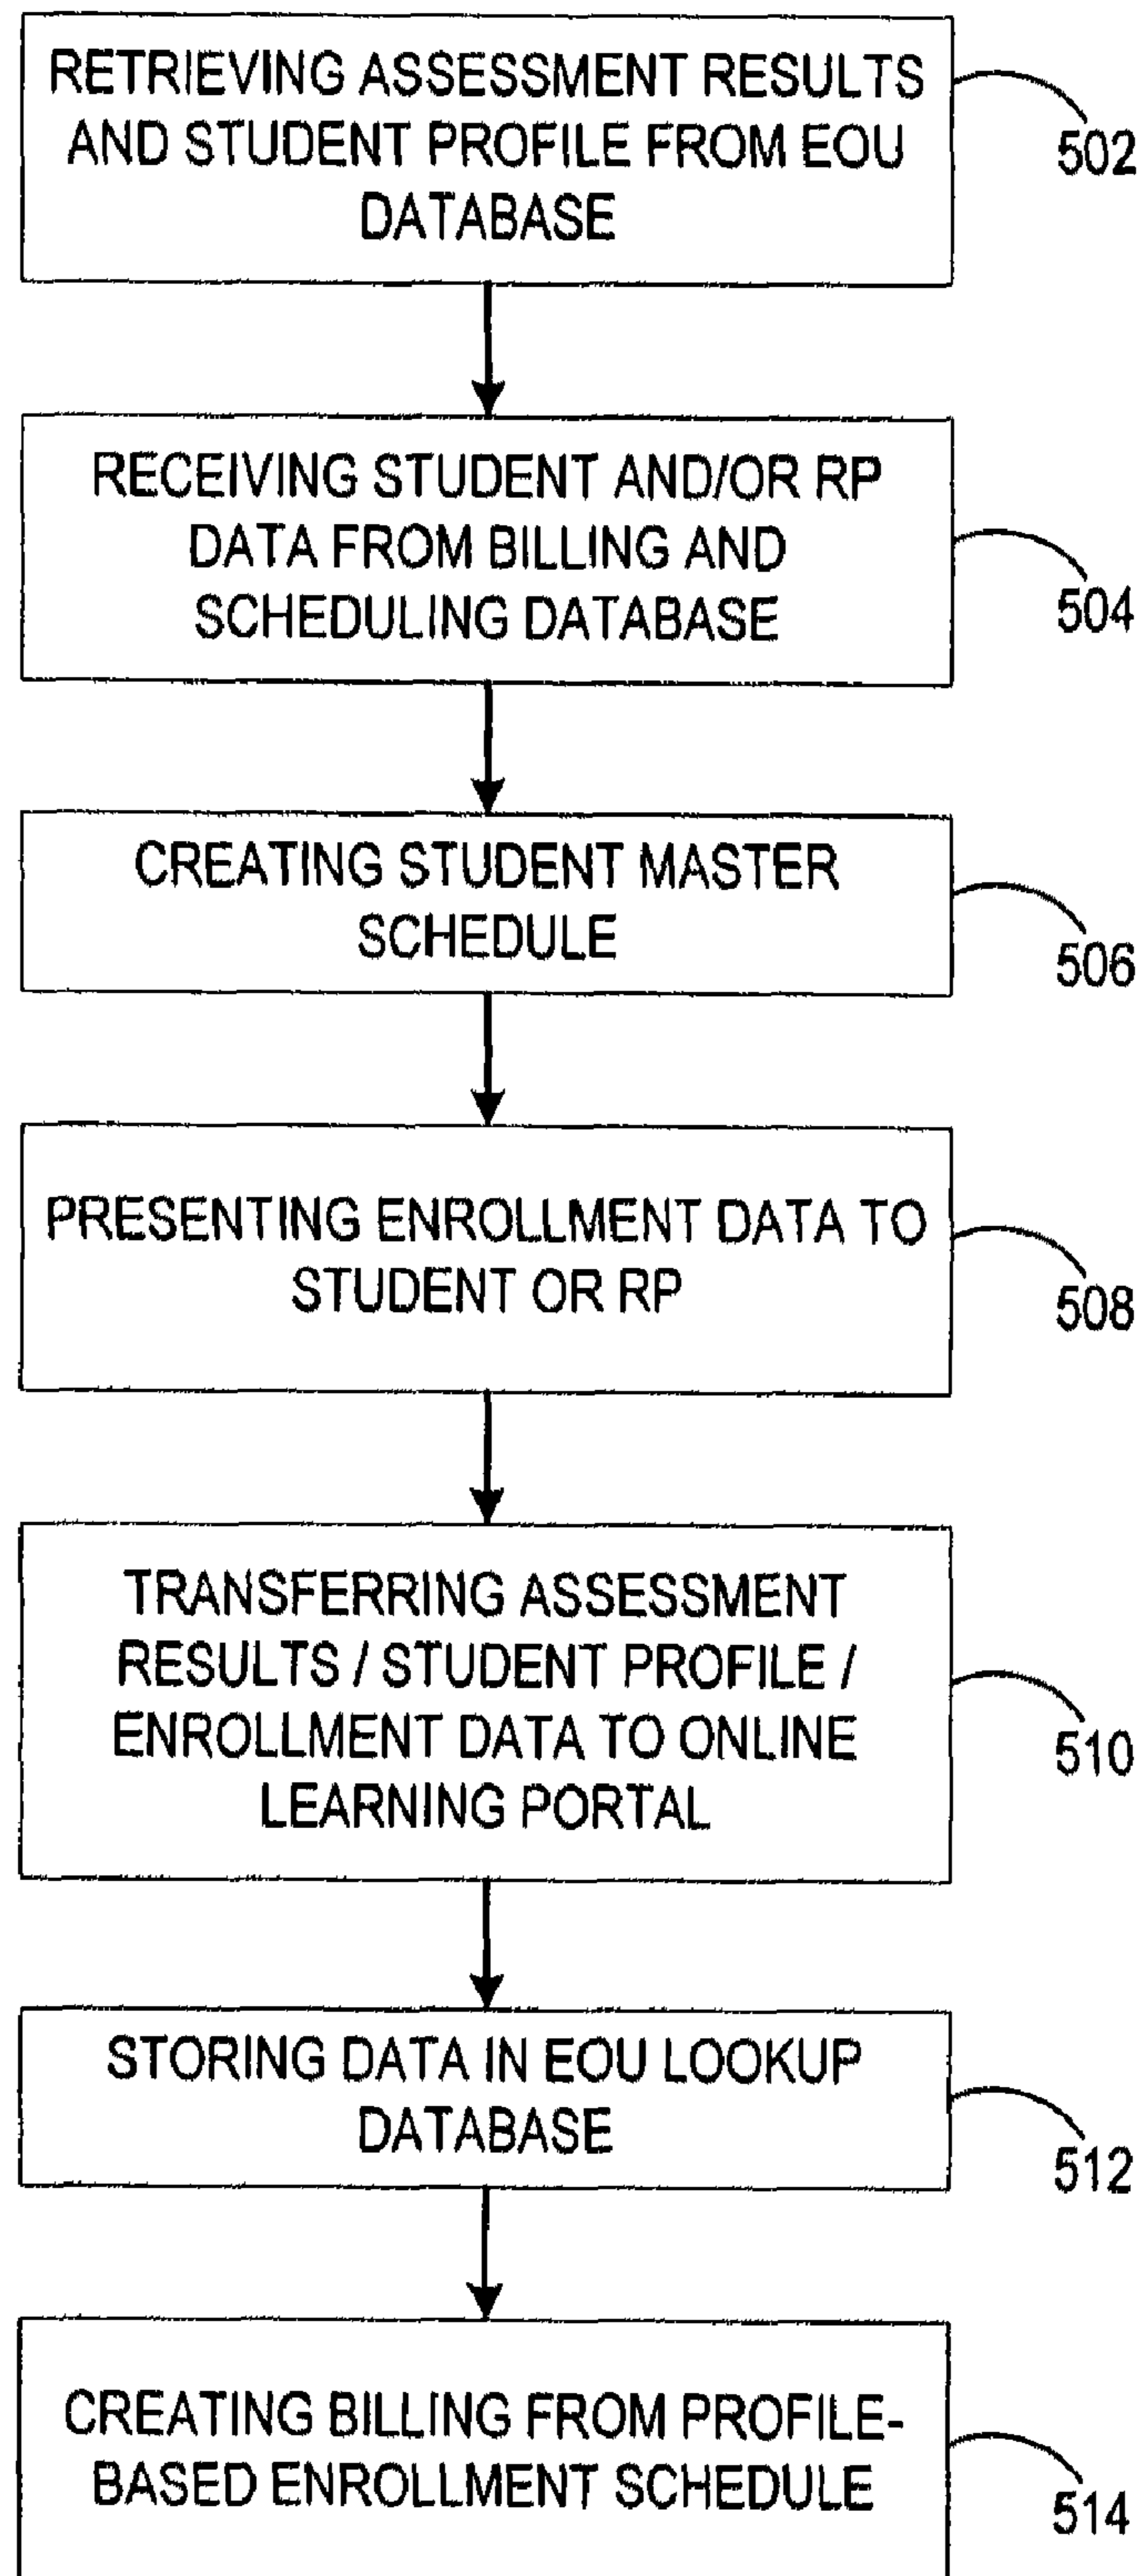 RETRIEVING ASSESSMENT RESULTS
AND STUDENT PROFILE FROM EOU
DATABASE
502
RECEIVING STUDENT AND/OR RP
DATA FROM BILLING AND
SCHEDULING DATABASE
504
CREATING STUDENT MASTER
SCHEDULE
506
PRESENTING ENROLLMENT DATA TO
STUDENT OR RP
508
TRANSFERRING ASSESSMENT
RESULTS / STUDENT PROFILE /
ENROLLMENT DATA TO ONLINE
LEARNING PORTAL
510
STORING DATA IN EOU LOOKUP
DATABASE
512
CREATING BILLING FROM PROFILE-
BASED ENROLLMENT SCHEDULE
514